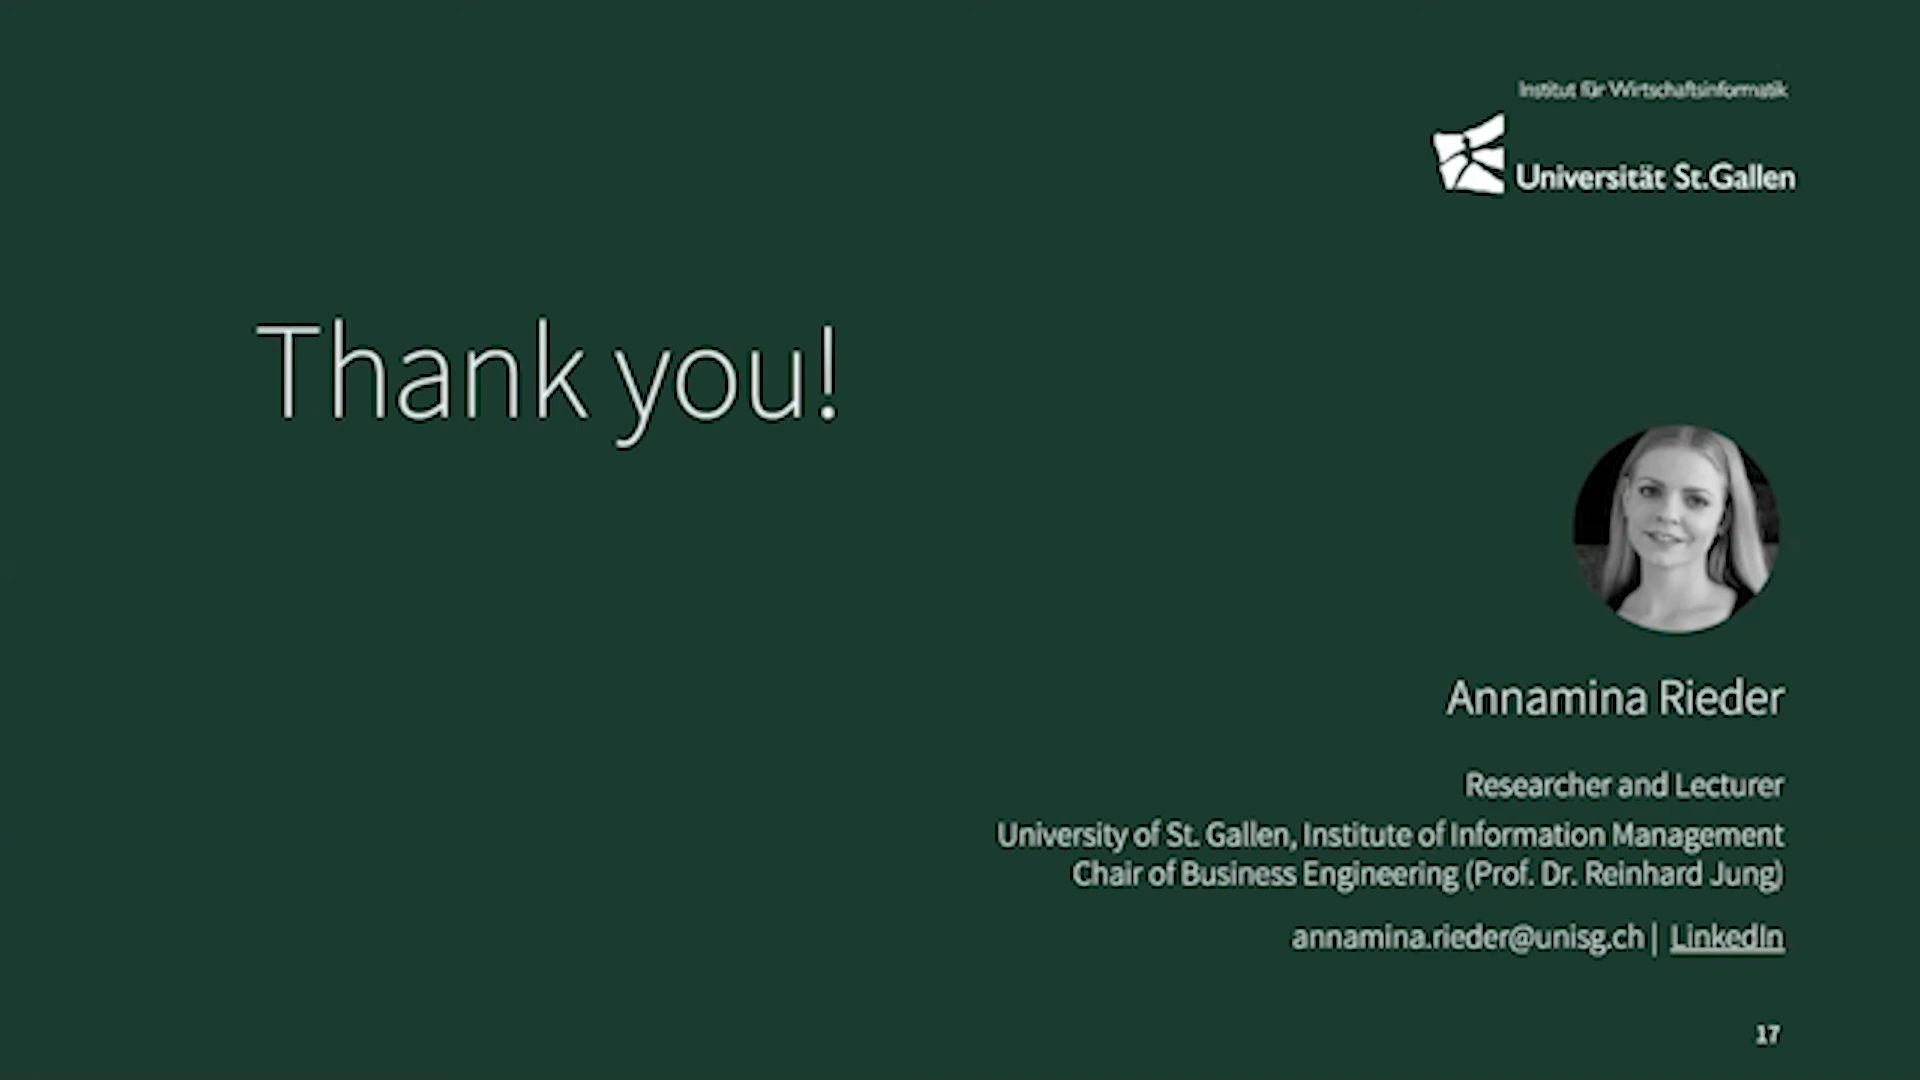 Institut für Wirtschaftsinformatik
Universität St.Gallen
Thank you!
Annamina Rieder
Researcher and Lecturer
University of St. Gallen, Institute of Information Management
Chair of Business Engineering (Prof. Dr. Reinhard Jung)
annamina.rieder@unisg.ch | LinkedIn
17